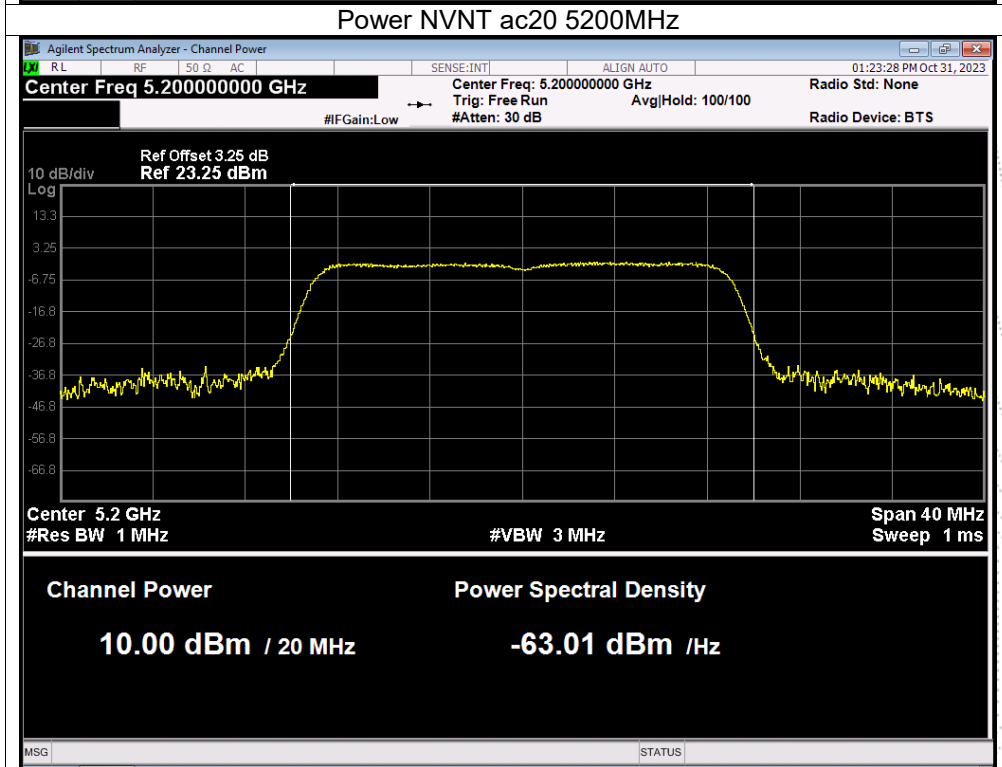 Power NVNT ac20 5200MHz
Agilent Spectrum Analyzer - Channel Power
LXI RL RF 50 Ω AC SENSE:INT ALIGN AUTO 01:23:28 PM Oct 31, 2023
Center Freq 5.200000000 GHz Center Freq: 5.200000000 GHz Radio Std: None
Trig: Free Run Avg|Hold: 100/100
#IFGain:Low #Atten: 30 dB Radio Device: BTS
Ref Offset 3.25 dB
10 dB/div Ref 23.25 dBm
Log
13.3
3.25
-6.75
-16.8
-26.8
-36.8
-46.8
-56.8
-66.8
Center 5.2 GHz Span 40 MHz
#Res BW 1 MHz #VBW 3 MHz Sweep 1 ms
Channel Power Power Spectral Density
10.00 dBm / 20 MHz -63.01 dBm /Hz
MSG STATUS